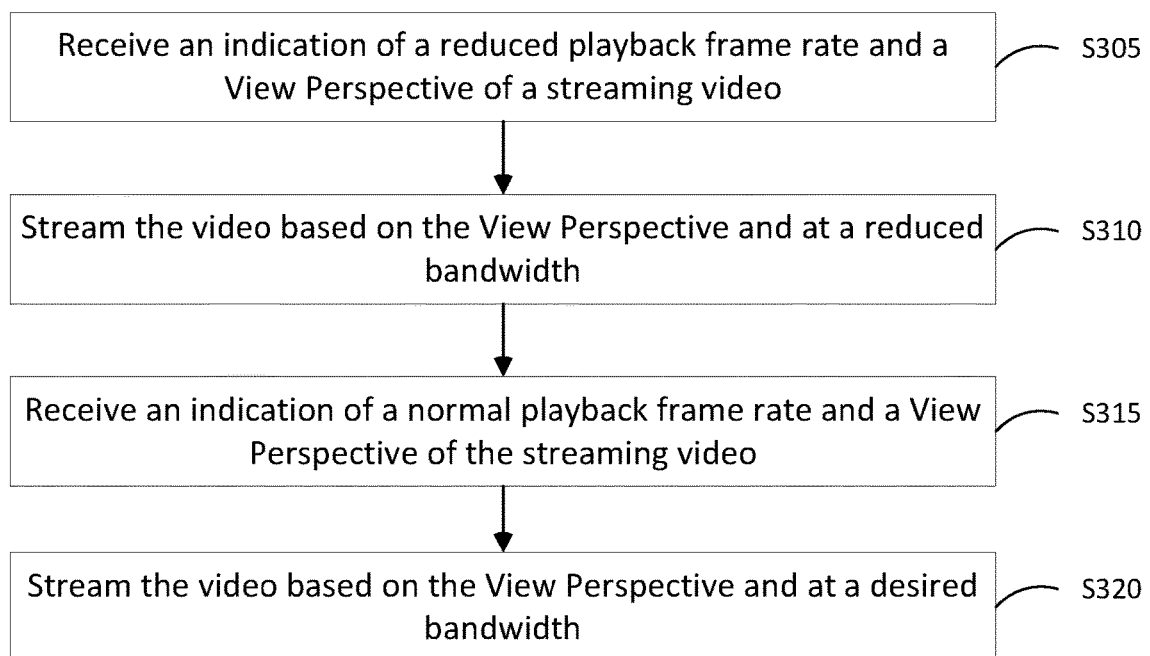 Receive an indication of a reduced playback frame rate and a
View Perspective of a streaming video
S305
Stream the video based on the View Perspective and at a reduced
bandwidth
S310
Receive an indication of a normal playback frame rate and a View
Perspective of the streaming video
S315
Stream the video based on the View Perspective and at a desired
bandwidth
S320